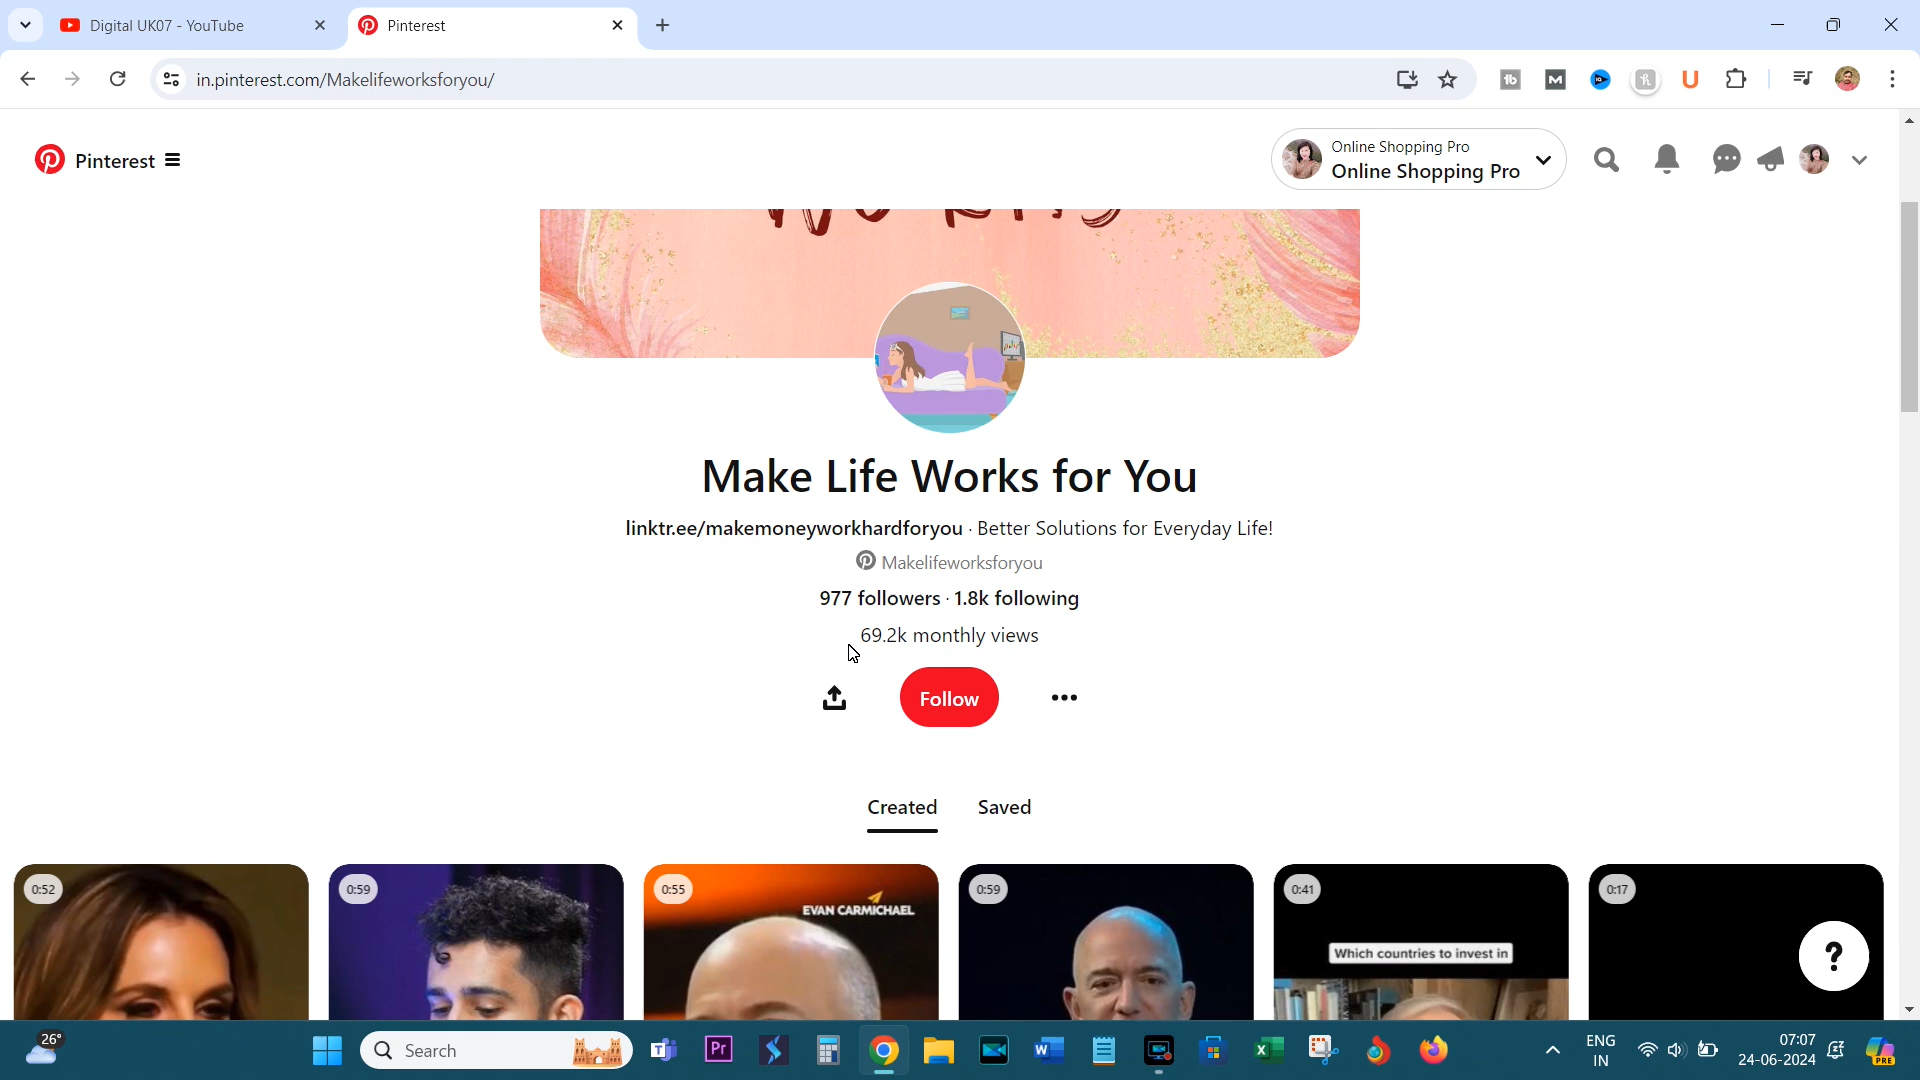 Digital UK07 - YouTube
Pinterest
in.pinterest.com/Makelifeworksforyou/
Pinterest
Online Shopping Pro
Online Shopping Pro
Make Life Works for You
linktr.ee/makemoneyworkhardforyou · Better Solutions for Everyday Life!
Makelifeworksforyou
977 followers · 1.8k following
69.2k monthly views
Follow
Created Saved
0:52
0:59
0:55
EVAN CARMICHAEL
0:59
0:41
Which countries to invest in
0:17
?
26°
Search
ENG
IN
07:07
24-06-2024
PRE